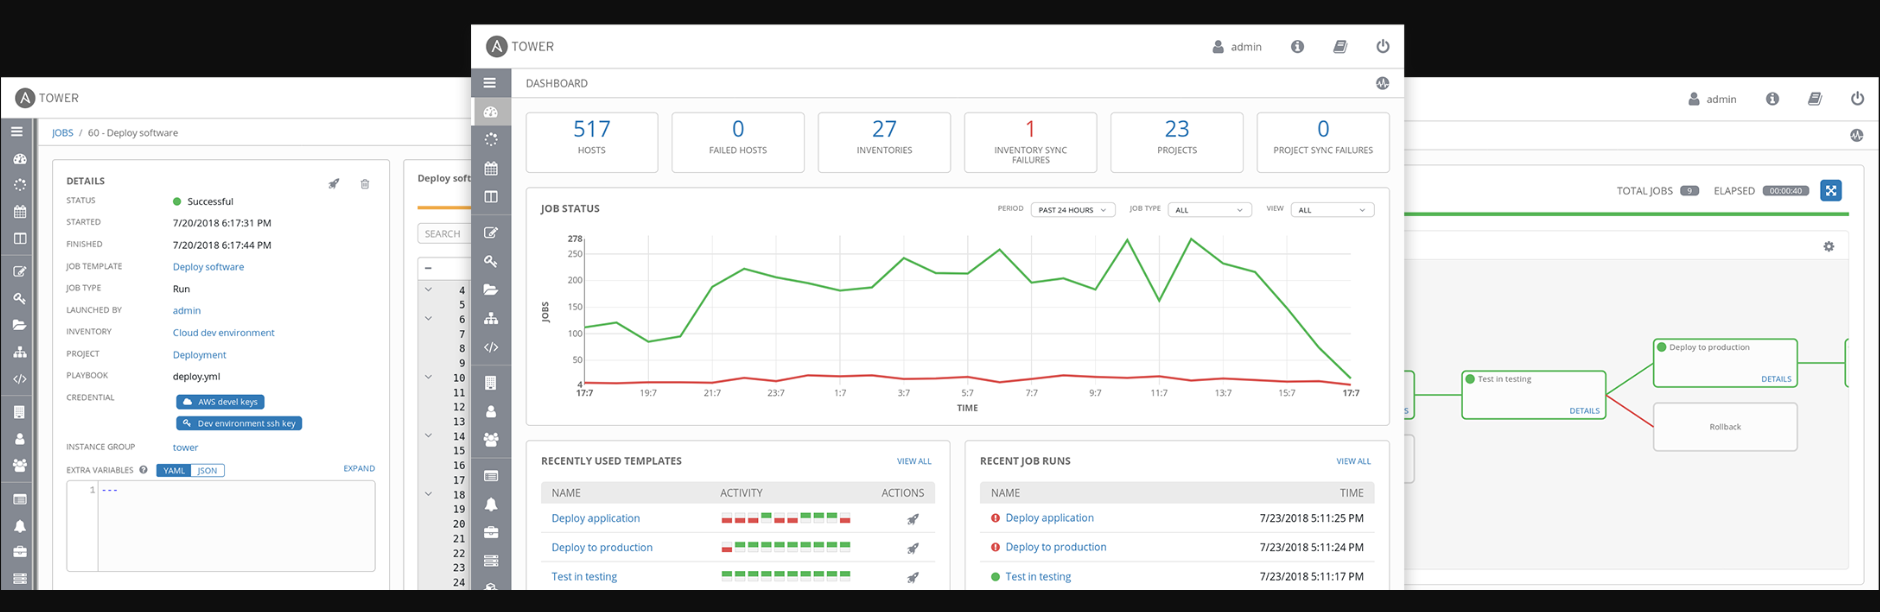 TOWER
JOBS / 60 - Deploy software
DETAILS
STATUS Successful
STARTED 7/20/2018 6:17:31 PM
FINISHED 7/20/2018 6:17:44 PM
JOB TEMPLATE Deploy software
JOB TYPE Run
LAUNCHED BY admin
INVENTORY Cloud dev environment
PROJECT Deployment
PLAYBOOK deploy.yml
CREDENTIAL AWS devel keys
Dev environment ssh key
INSTANCE GROUP tower
EXTRA VARIABLES ? YAML JSON EXPAND
1 ---
Deploy soft
SEARCH
4
5
6
7
8
9
10
11
12
13
14
15
16
17
18
19
20
21
22
23
24
A TOWER admin
DASHBOARD
517 0 27 1 23 0
HOSTS FAILED HOSTS INVENTORIES INVENTORY SYNC PROJECTS PROJECT SYNC FAILURES
FAILURES
JOB STATUS PERIOD PAST 24 HOURS JOB TYPE ALL VIEW ALL
278
250
200
150
100
50
4
JOBS
17:7 19:7 21:7 23:7 1:7 3:7 5:7 7:7 9:7 11:7 13:7 15:7 17:7
TIME
RECENTLY USED TEMPLATES VIEW ALL
NAME ACTIVITY ACTIONS
Deploy application
Deploy to production
Test in testing
RECENT JOB RUNS VIEW ALL
NAME TIME
Deploy application 7/23/2018 5:11:25 PM
Deploy to production 7/23/2018 5:11:24 PM
Test in testing 7/23/2018 5:11:17 PM
admin
TOTAL JOBS 9 ELAPSED 00:00:40
S
Test in testing
DETAILS
Deploy to production
DETAILS
Rollback